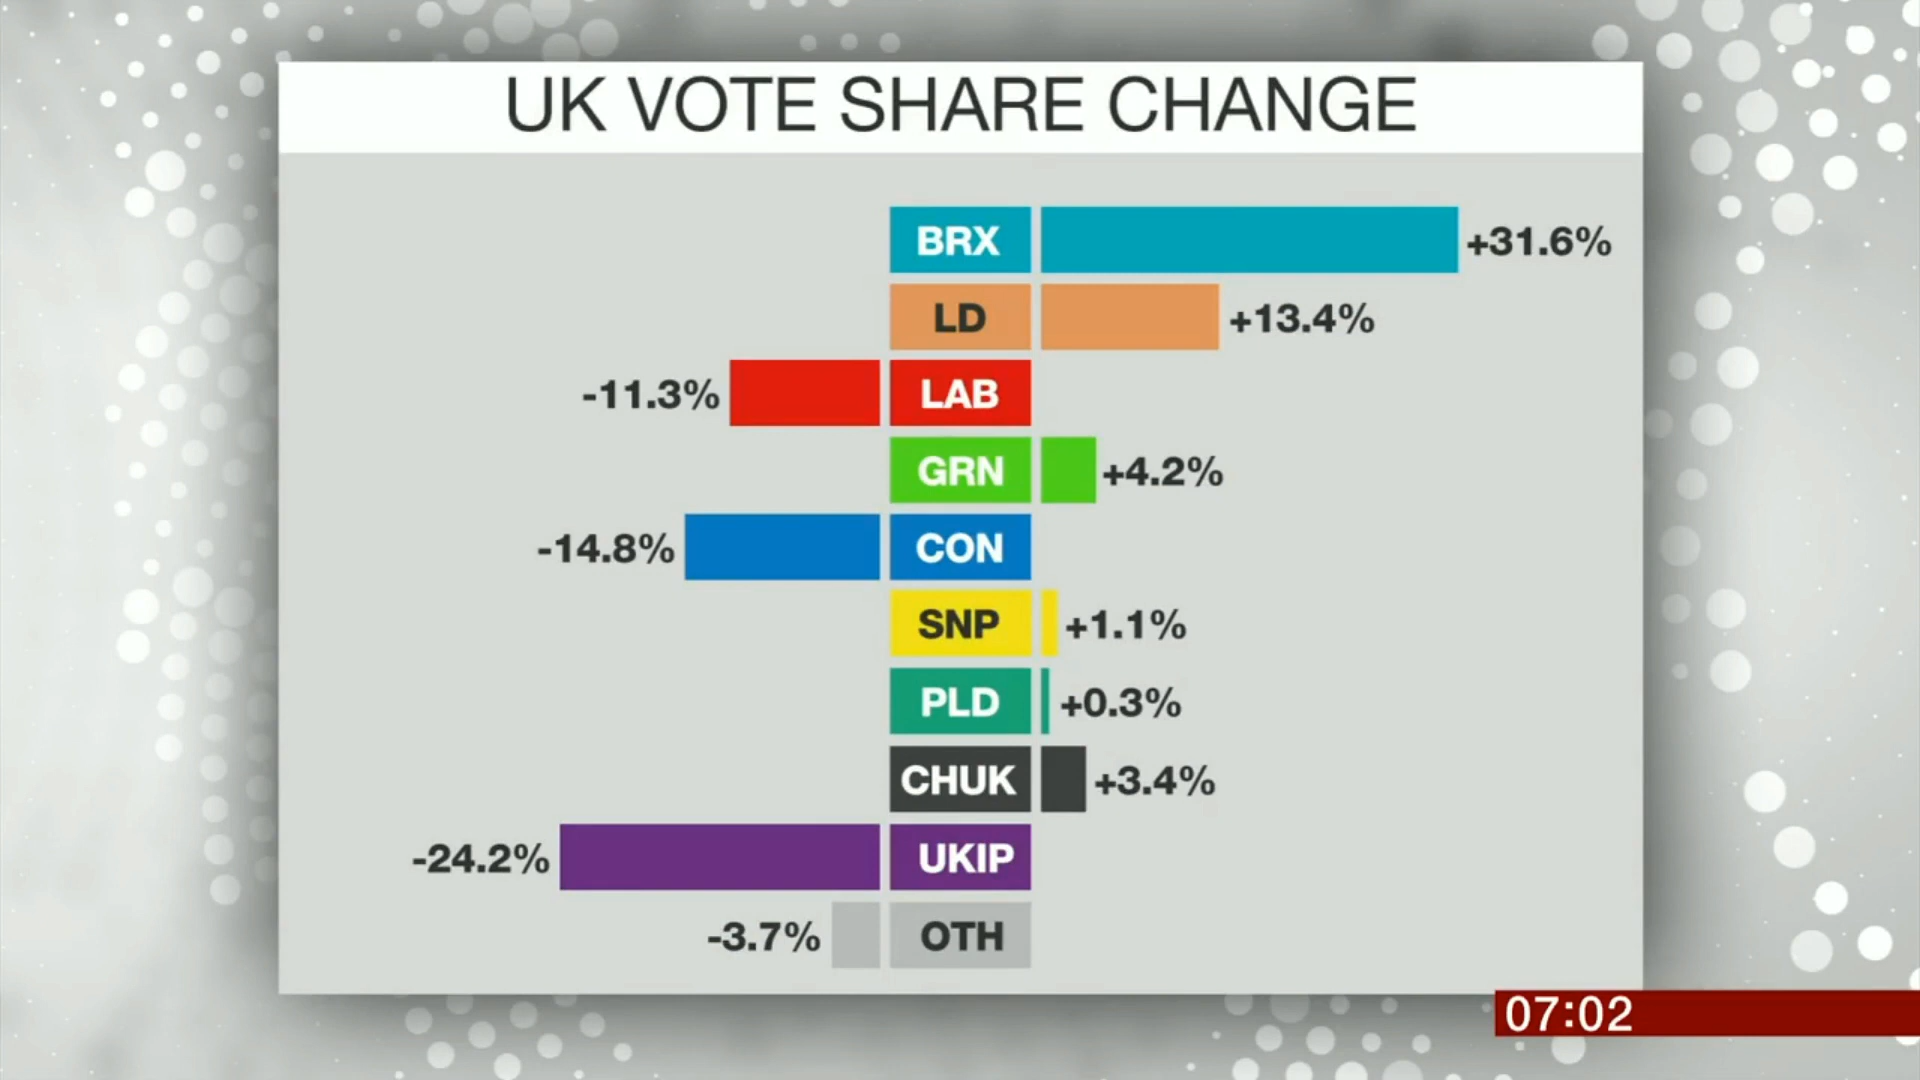 UK VOTE SHARE CHANGE
BRX +31.6%
LD +13.4%
-11.3% LAB
GRN +4.2%
-14.8% CON
SNP +1.1%
PLD +0.3%
CHUK +3.4%
-24.2% UKIP
-3.7% OTH
07:02